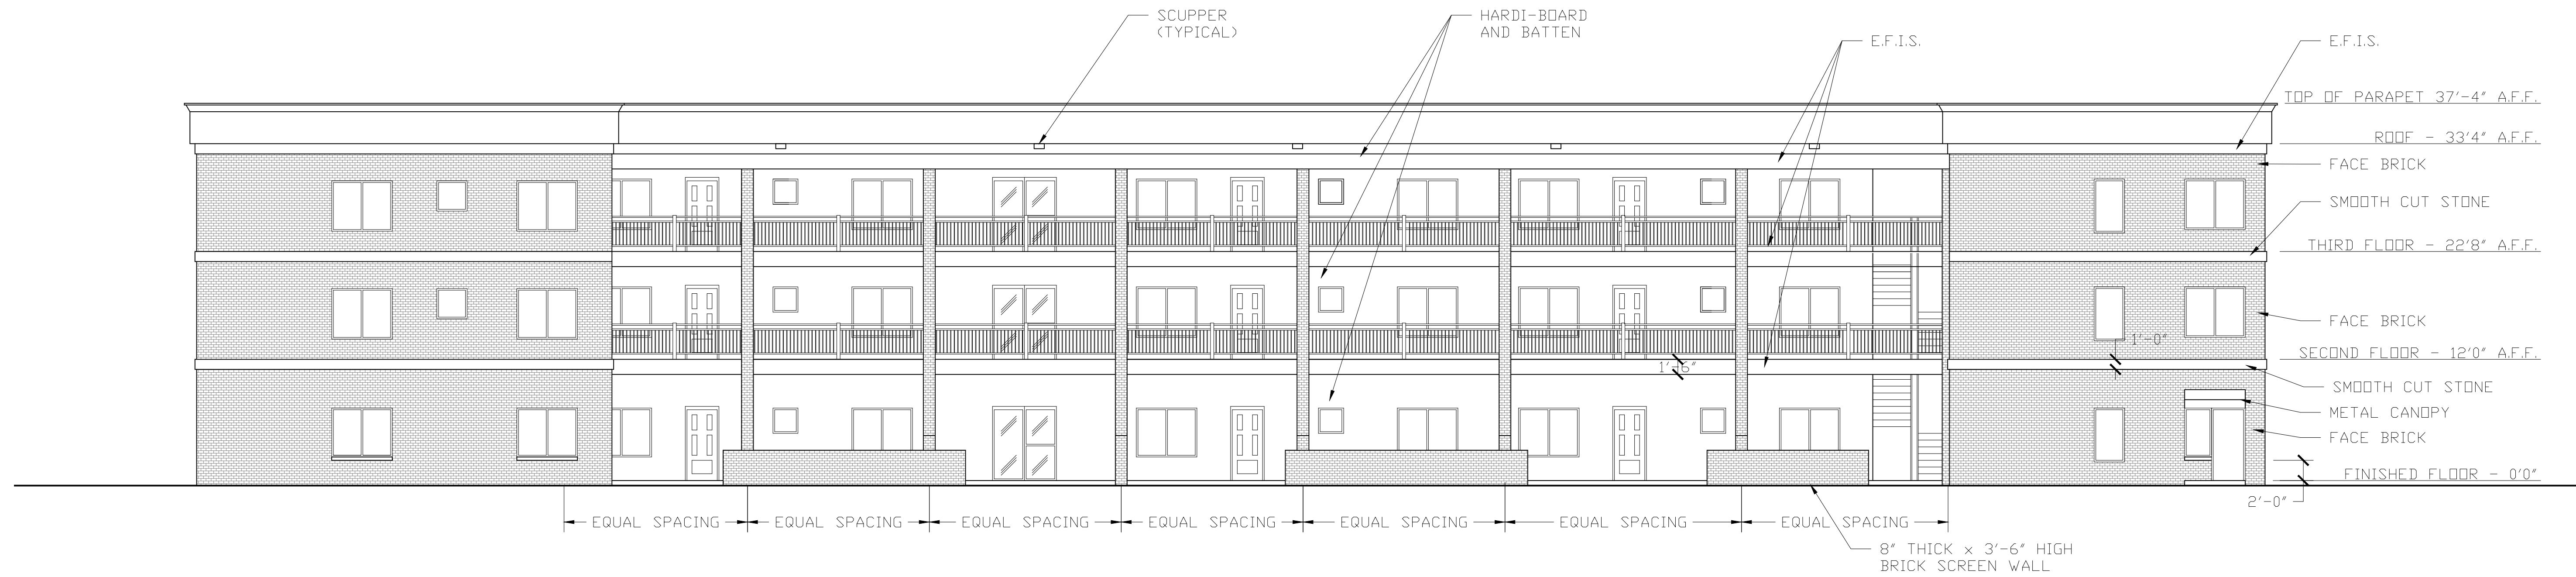 SCUPPER
(TYPICAL)
HARDI-BOARD
AND BATTEN
E.F.I.S.
E.F.I.S.
TOP OF PARAPET 37'-4" A.F.F.
ROOF - 33'4" A.F.F.
FACE BRICK
SMOOTH CUT STONE
THIRD FLOOR - 22'8" A.F.F.
FACE BRICK
1'-0"
SECOND FLOOR - 12'0" A.F.F.
1'-6"
SMOOTH CUT STONE
METAL CANOPY
FACE BRICK
FINISHED FLOOR - 0'0"
2'-0"
EQUAL SPACING EQUAL SPACING EQUAL SPACING EQUAL SPACING EQUAL SPACING EQUAL SPACING EQUAL SPACING
8" THICK x 3'-6" HIGH
BRICK SCREEN WALL